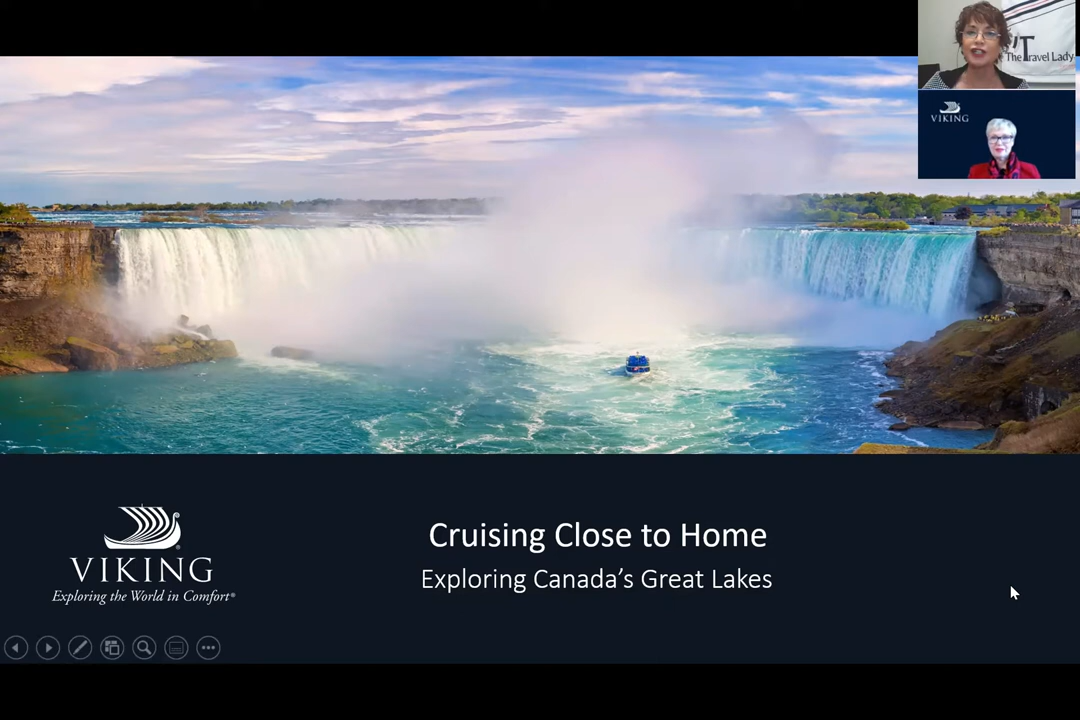 'T
The Travel Lady
VIKING
VIKING
Exploring the World in Comfort®
Cruising Close to Home
Exploring Canada's Great Lakes